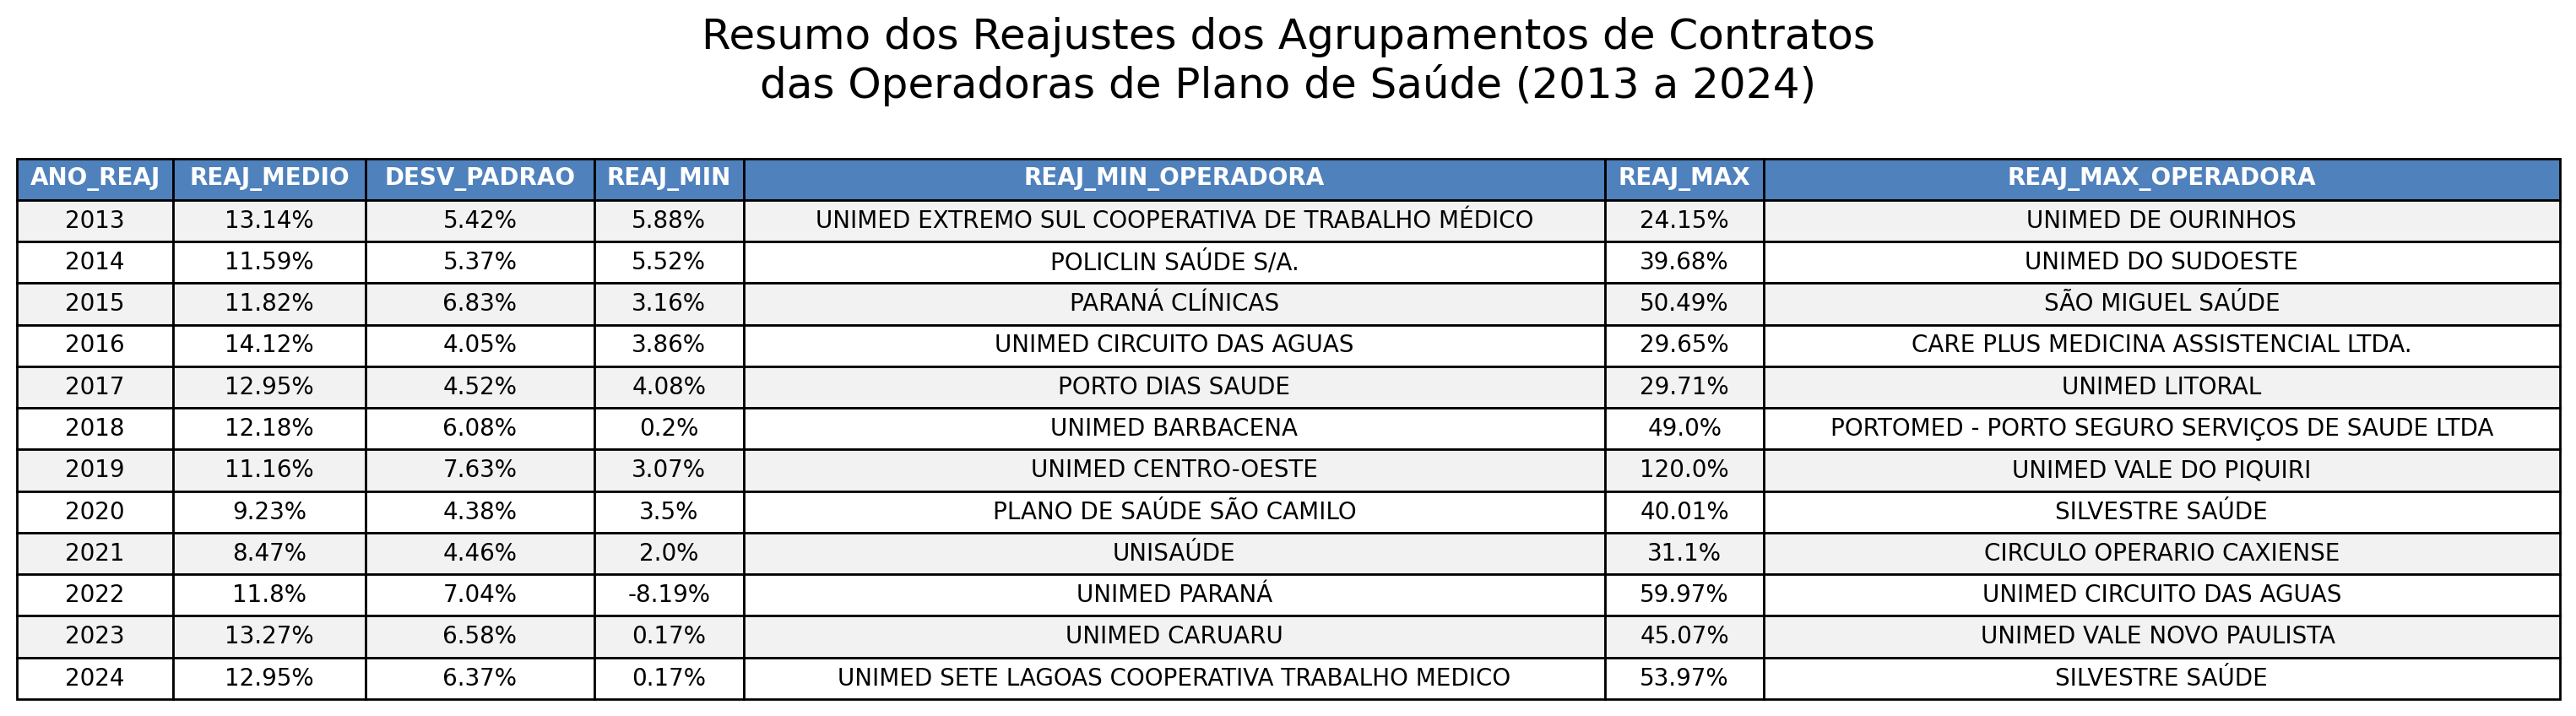 Resumo dos Reajustes dos Agrupamentos de Contratos
das Operadoras de Plano de Saúde (2013 a 2024)
ANO_REAJ REAJ_MEDIO DESV_PADRAO REAJ_MIN REAJ_MIN_OPERADORA REAJ_MAX REAJ_MAX_OPERADORA
2013 13.14% 5.42% 5.88% UNIMED EXTREMO SUL COOPERATIVA DE TRABALHO MÉDICO 24.15% UNIMED DE OURINHOS
2014 11.59% 5.37% 5.52% POLICLIN SAÚDE S/A. 39.68% UNIMED DO SUDOESTE
2015 11.82% 6.83% 3.16% PARANÁ CLÍNICAS 50.49% SÃO MIGUEL SAÚDE
2016 14.12% 4.05% 3.86% UNIMED CIRCUITO DAS AGUAS 29.65% CARE PLUS MEDICINA ASSISTENCIAL LTDA.
2017 12.95% 4.52% 4.08% PORTO DIAS SAUDE 29.71% UNIMED LITORAL
2018 12.18% 6.08% 0.2% UNIMED BARBACENA 49.0% PORTOMED - PORTO SEGURO SERVIÇOS DE SAUDE LTDA
2019 11.16% 7.63% 3.07% UNIMED CENTRO-OESTE 120.0% UNIMED VALE DO PIQUIRI
2020 9.23% 4.38% 3.5% PLANO DE SAÚDE SÃO CAMILO 40.01% SILVESTRE SAÚDE
2021 8.47% 4.46% 2.0% UNISAÚDE 31.1% CIRCULO OPERARIO CAXIENSE
2022 11.8% 7.04% -8.19% UNIMED PARANÁ 59.97% UNIMED CIRCUITO DAS AGUAS
2023 13.27% 6.58% 0.17% UNIMED CARUARU 45.07% UNIMED VALE NOVO PAULISTA
2024 12.95% 6.37% 0.17% UNIMED SETE LAGOAS COOPERATIVA TRABALHO MEDICO 53.97% SILVESTRE SAÚDE